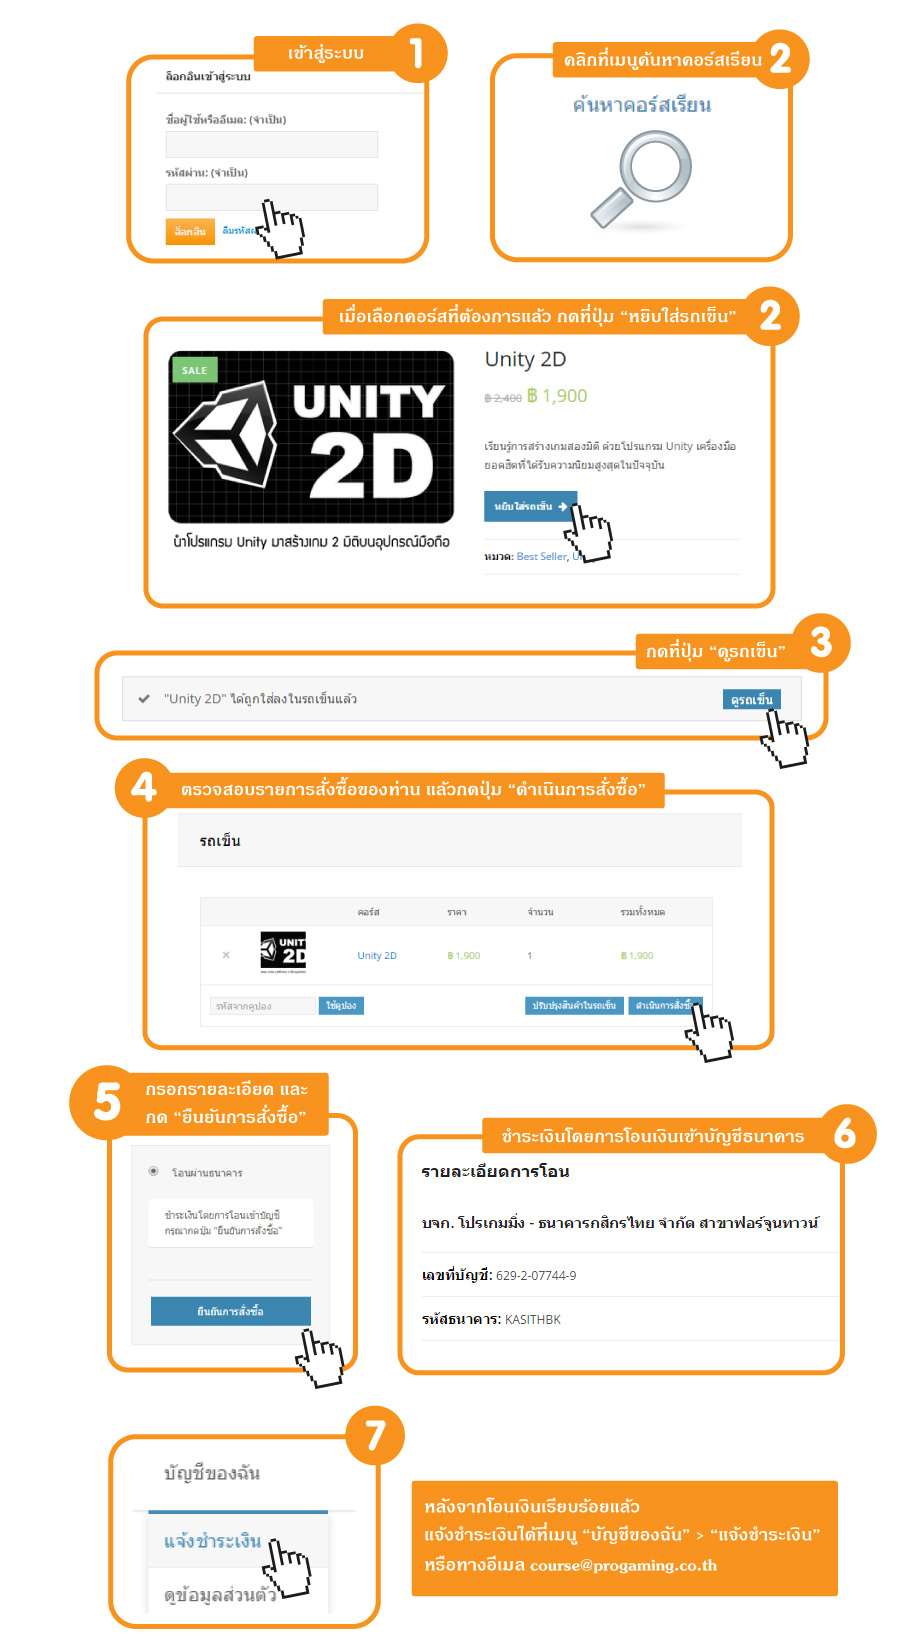 เข้าสู่ระบบ
1
ล็อกอินเข้าสู่ระบบ
ชื่อผู้ใช้หรืออีเมล: (จำเป็น)
รหัสผ่าน: (จำเป็น)
ล็อกอิน
ลืมรหัสผ
คลิกที่เมนูค้นหาคอร์สเรียน
2
ค้นหาคอร์สเรียน
เมื่อเลือกคอร์สที่ต้องการแล้ว กดที่ปุ่ม “หยิบใส่รถเข็น”
2
SALE
UNITY
2D
นำโปรแกรม Unity มาสร้างเกม 2 มิติบนอุปกรณ์มือถือ
Unity 2D
฿ 2,400 ฿ 1,900
เรียนรู้การสร้างเกมสองมิติ ด้วยโปรแกรม Unity เครื่องมือ
ยอดฮิตที่ได้รับความนิยมสูงสุดในปัจจุบัน
หยิบใส่รถเข็น
หมวด: Best Seller, U
กดที่ปุ่ม “ดูรถเข็น”
3
"Unity 2D" ได้ถูกใส่ลงในรถเข็นแล้ว
ดูรถเข็น
4
ตรวจสอบรายการสั่งซื้อของท่าน แล้วกดปุ่ม “ดำเนินการสั่งซื้อ”
รถเข็น
คอร์ส ราคา จำนวน รวมทั้งหมด
× UNIT 2D Unity 2D ฿ 1,900 1 ฿ 1,900
รหัสจากคูปอง ใช้คูปอง ปรับปรุงสินค้าในรถเข็น ดำเนินการสั่งซื้อ
5
กรอกรายละเอียด และ
กด “ยืนยันการสั่งซื้อ”
โอนผ่านธนาคาร
ชำระเงินโดยการโอนเข้าบัญชี
กรุณากดปุ่ม "ยืนยันการสั่งซื้อ"
ยืนยันการสั่งซื้อ
ชำระเงินโดยการโอนเงินเข้าบัญชีธนาคาร
6
รายละเอียดการโอน
บจก. โปรเกมมิ่ง - ธนาคารกสิกรไทย จำกัด สาขาฟอร์จูนทาวน์
เลขที่บัญชี: 629-2-07744-9
รหัสธนาคาร: KASITHBK
7
บัญชีของฉัน
แจ้งชำระเงิน
ดูข้อมูลส่วนตัว
หลังจากโอนเงินเรียบร้อยแล้ว
แจ้งชำระเงินได้ที่เมนู “บัญชีของฉัน” > “แจ้งชำระเงิน”
หรือทางอีเมล course@progaming.co.th